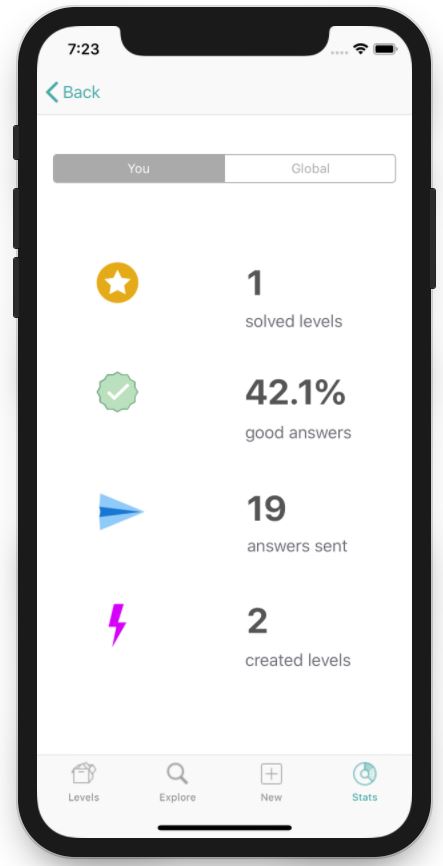 7:23
Back
You
Global
1
solved levels
42.1%
good answers
19
answers sent
2
created levels
Levels
Explore
New
Stats